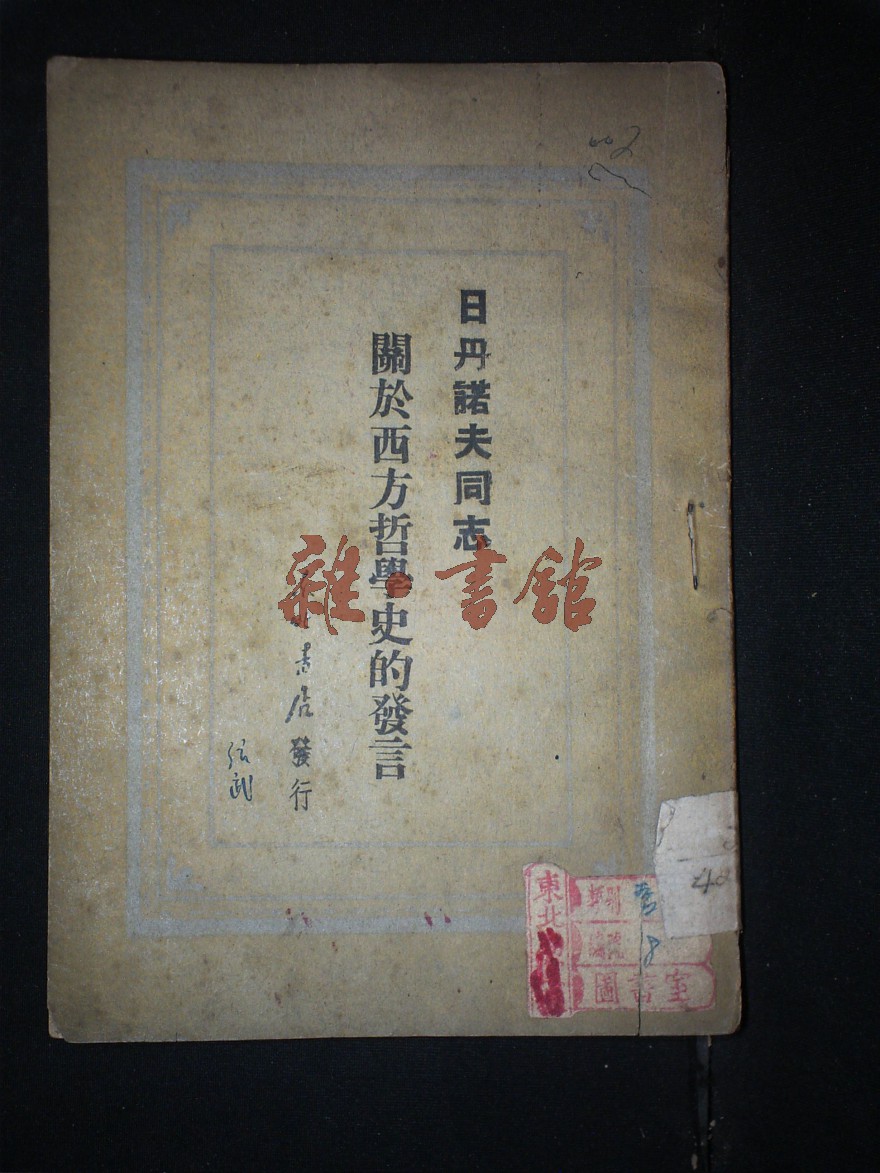 日丹諾夫同志
關於西方哲學史的發言
書店發行
雜·書館
東北
圖書室
48